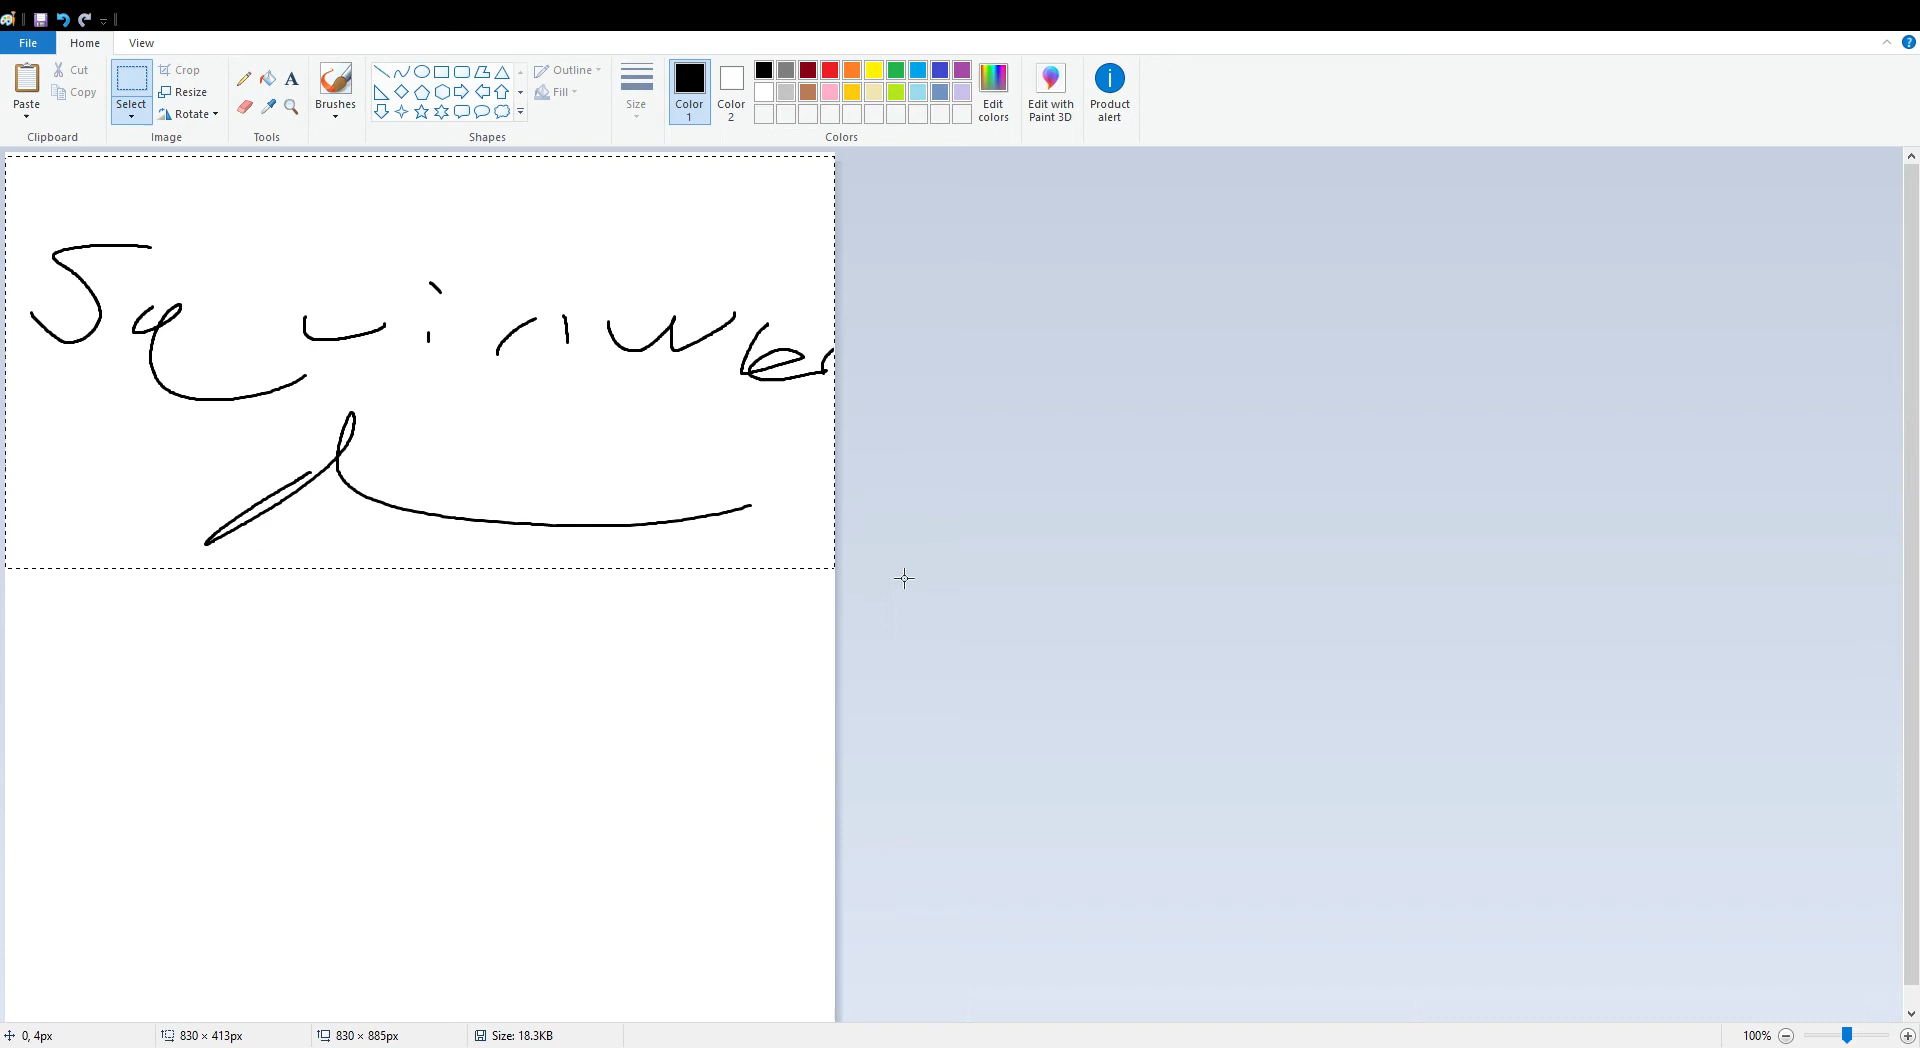 File Home View
Cut
Copy
Paste
Clipboard
Select
Crop
Resize
Rotate
Image
Tools
Brushes
Shapes
Outline
Fill
Size
Color 1
Color 2
Edit colors
Colors
Edit with Paint 3D
Product alert
0, 4px 830 × 413px 830 × 885px Size: 18.3KB 100%